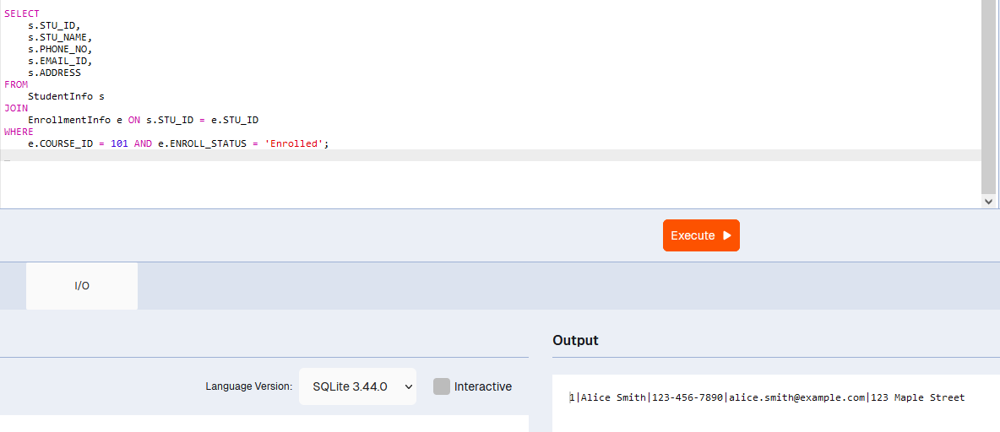 SELECT
s.STU_ID,
s.STU_NAME,
s.PHONE_NO,
s.EMAIL_ID,
s.ADDRESS
FROM
StudentInfo s
JOIN
EnrollmentInfo e ON s.STU_ID = e.STU_ID
WHERE
e.COURSE_ID = 101 AND e.ENROLL_STATUS = 'Enrolled';
Execute
I/O
Output
Language Version: SQLite 3.44.0 Interactive
1|Alice Smith|123-456-7890|alice.smith@example.com|123 Maple Street